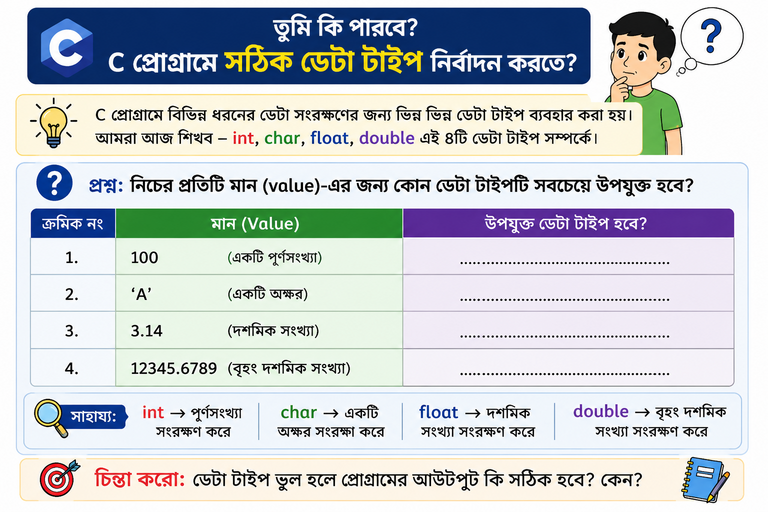 C
তুমি কি পারবে?
C প্রোগ্রামে সঠিক ডেটা টাইপ নির্বাদন করতে?
?
C প্রোগ্রামে বিভিন্ন ধরনের ডেটা সংরক্ষণের জন্য ভিন্ন ভিন্ন ডেটা টাইপ ব্যবহার করা হয়।
আমরা আজ শিখব – int, char, float, double এই ৪টি ডেটা টাইপ সম্পর্কে।
? প্রশ্ন: নিচের প্রতিটি মান (value)-এর জন্য কোন ডেটা টাইপটি সবচেয়ে উপযুক্ত হবে?
ক্রমিক নং মান (Value) উপযুক্ত ডেটা টাইপ হবে?
1. 100 (একটি পূর্ণসংখ্যা) ................................................
2. ‘A’ (একটি অক্ষর) ................................................
3. 3.14 (দশমিক সংখ্যা) ................................................
4. 12345.6789 (বৃহৎ দশমিক সংখ্যা) ................................................
সাহায্য: int → পুর্ণসংখ্যা সংরক্ষণ করে
char → একটি অক্ষর সংরক্ষা করে
float → দশমিক সংখ্যা সংরক্ষণ করে
double → বৃহৎ দশমিক সংখ্যা সংরক্ষণ করে
চিন্তা করো: ডেটা টাইপ ভুল হলে প্রোগ্রামের আউটপুট কি সঠিক হবে? কেন?